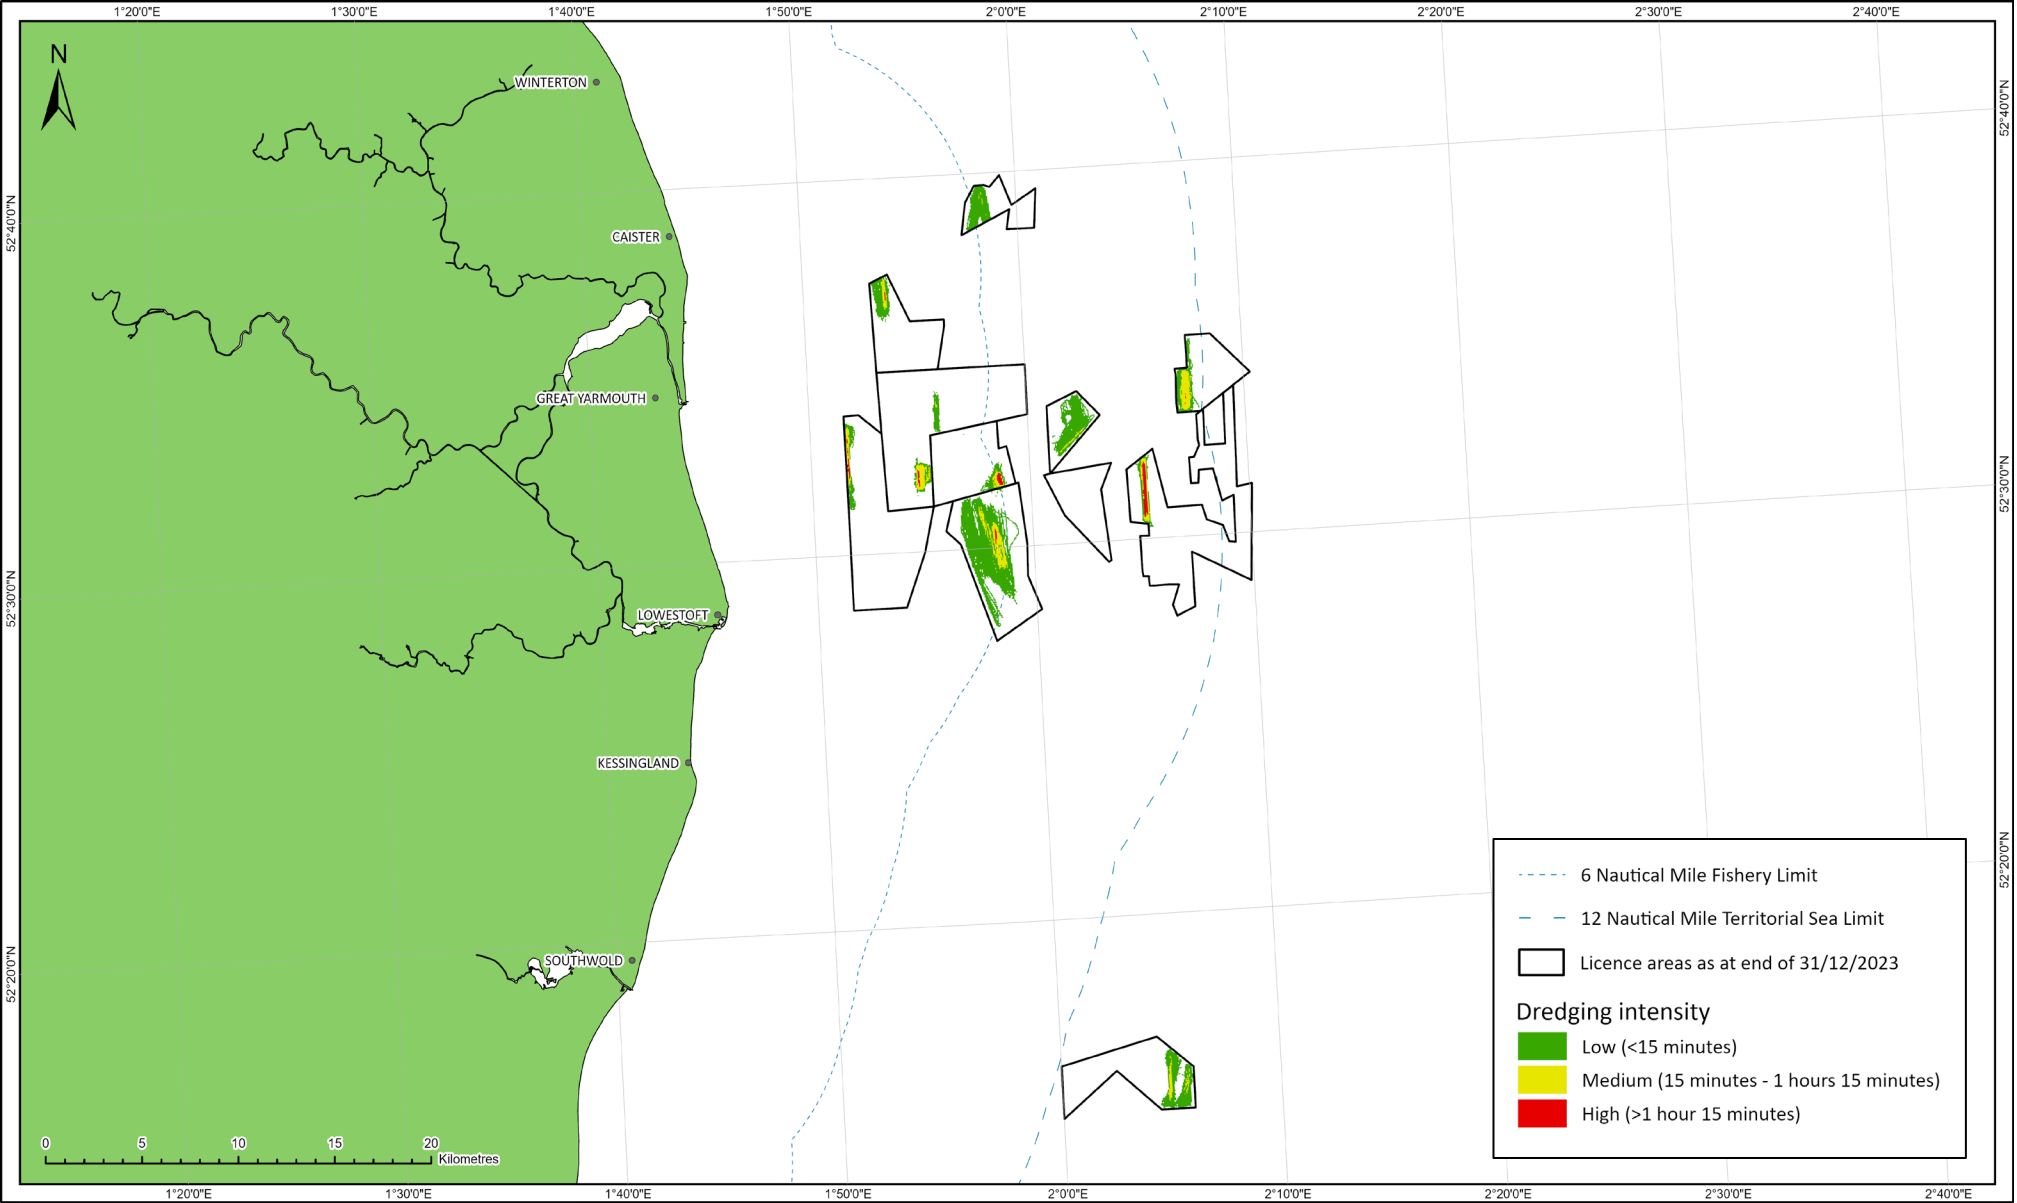 1°20'0"E 1°30'0"E 1°40'0"E 1°50'0"E 2°0'0"E 2°10'0"E 2°20'0"E 2°30'0"E 2°40'0"E
N
WINTERTON
52°40'0"N
52°40'0"N
CAISTER
GREAT YARMOUTH
52°30'0"N
52°30'0"N
LOWESTOFT
KESSINGLAND
52°20'0"N
SOUTHWOLD
52°20'0"N
6 Nautical Mile Fishery Limit
12 Nautical Mile Territorial Sea Limit
Licence areas as at end of 31/12/2023
Dredging intensity
Low (<15 minutes)
Medium (15 minutes - 1 hours 15 minutes)
High (>1 hour 15 minutes)
0 5 10 15 20
Kilometres
1°20'0"E 1°30'0"E 1°40'0"E 1°50'0"E 2°0'0"E 2°10'0"E 2°20'0"E 2°30'0"E 2°40'0"E